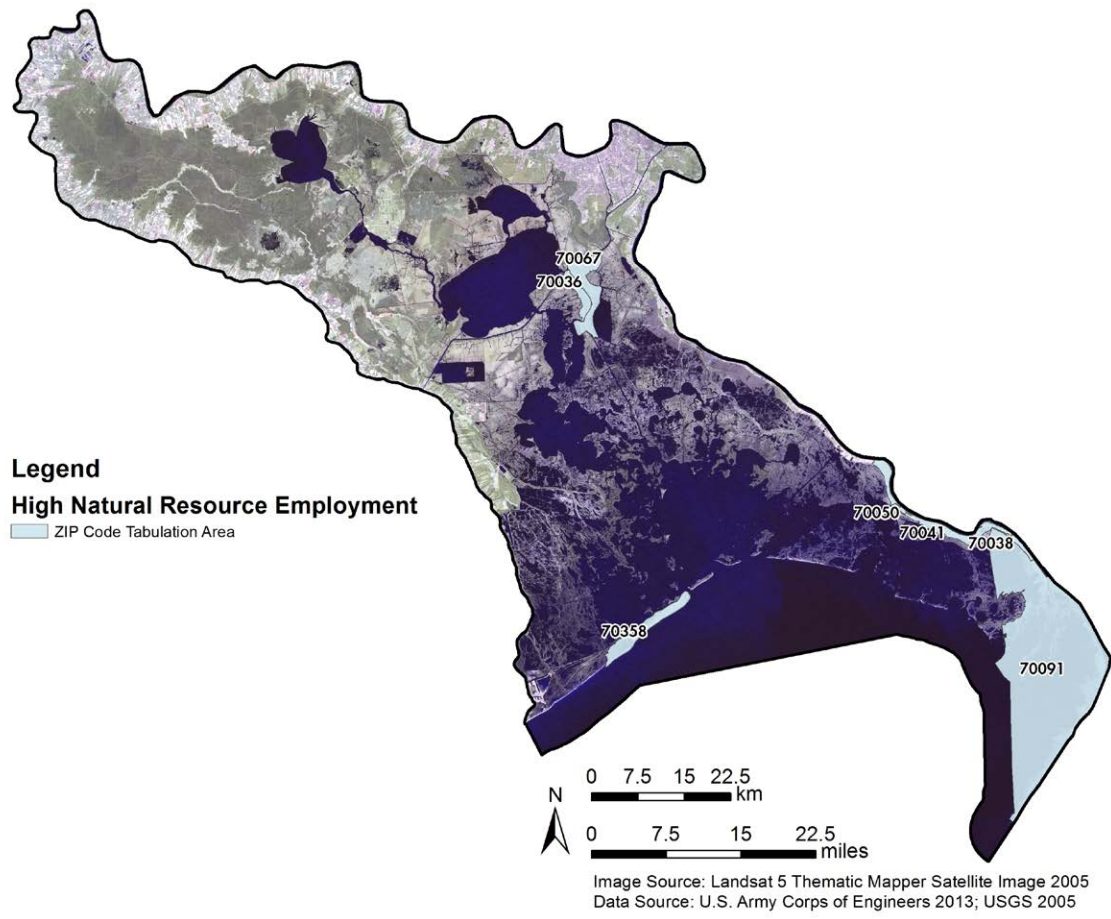 70067
70036
Legend
High Natural Resource Employment
ZIP Code Tabulation Area
70050
70041
70038
70358
70091
0 7.5 15 22.5
km
N
0 7.5 15 22.5
miles
Image Source: Landsat 5 Thematic Mapper Satellite Image 2005
Data Source: U.S. Army Corps of Engineers 2013; USGS 2005